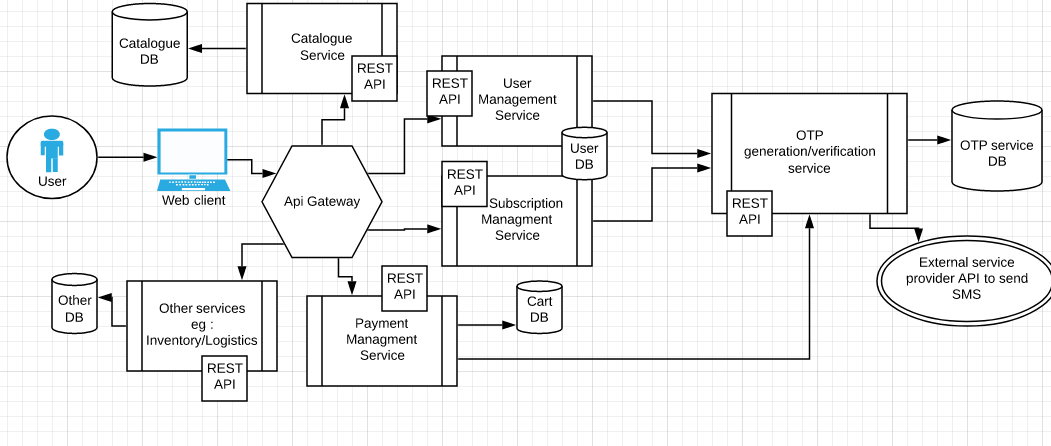 Catalogue
DB
Catalogue
Service
REST
API
REST
API
User
Management
Service
User
DB
OTP
generation/verification
service
REST
API
OTP service
DB
User
Web client
Api Gateway
REST
API
Subscription
Managment
Service
External service
provider API to send
SMS
Other
DB
Other services
eg :
Inventory/Logistics
REST
API
REST
API
Payment
Managment
Service
Cart
DB